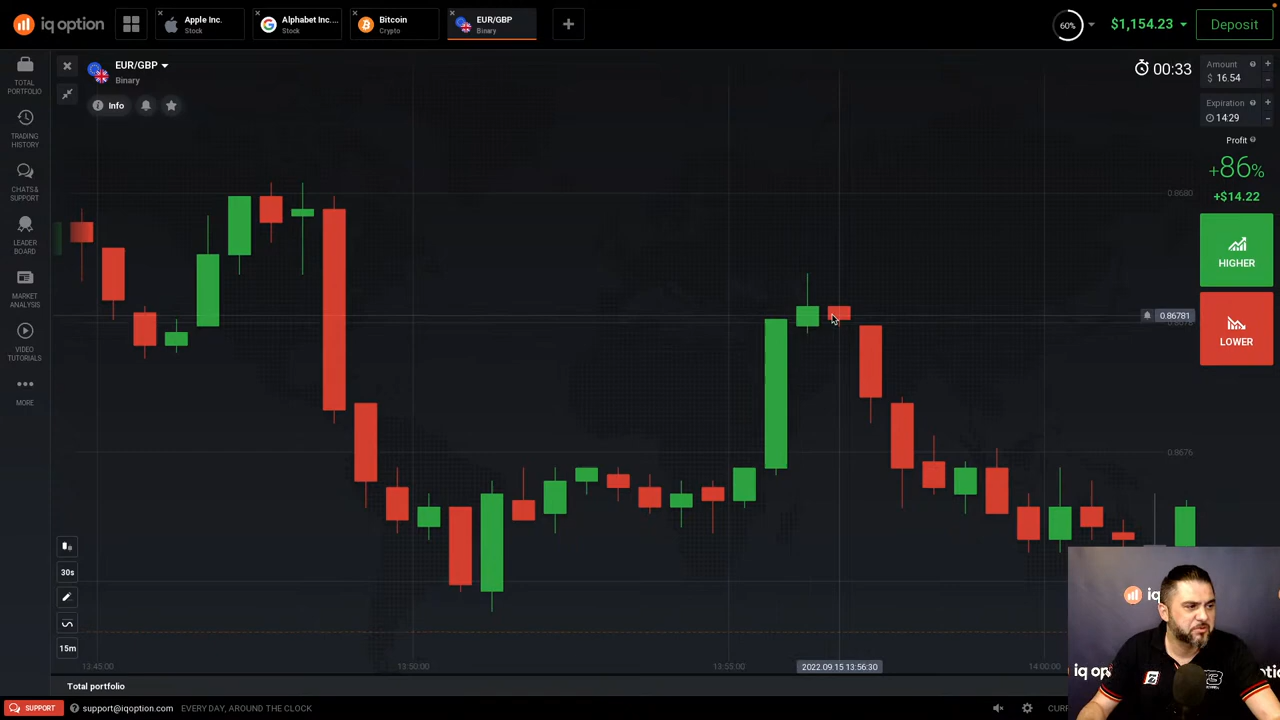 iq option
Apple Inc.
Stock
Alphabet Inc....
Stock
Bitcoin
Crypto
EUR/GBP
Binary
60%
$1,154.23
Deposit
TOTAL
PORTFOLIO
TRADING
HISTORY
CHATS &
SUPPORT
LEADER
BOARD
MARKET
ANALYSIS
VIDEO
TUTORIALS
MORE
EUR/GBP
Binary
Info
00:33
Amount
$ 16.54
Expiration
14:29
Profit
+86%
+$14.22
HIGHER
LOWER
0.8680
0.86781
0.8676
30s
15m
13:45:00
13:50:00
13:55:00
2022.09.15 13:56:30
14:00:00
Total portfolio
SUPPORT
support@iqoption.com
EVERY DAY, AROUND THE CLOCK